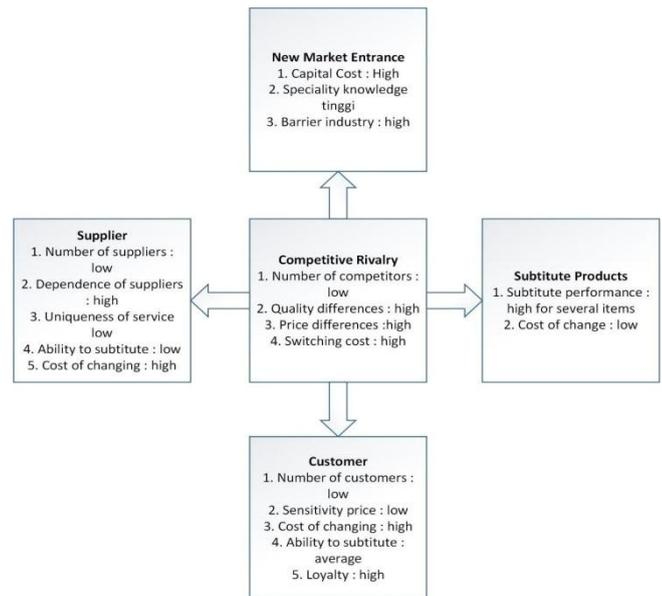 New Market Entrance
1. Capital Cost : High
2. Speciality knowledge
tinggi
3. Barrier industry : high
Supplier
1. Number of suppliers :
low
2. Dependence of suppliers
: high
3. Uniqueness of service
low
4. Ability to subtitute : low
5. Cost of changing : high
Competitive Rivalry
1. Number of competitors :
low
2. Quality differences : high
3. Price differences :high
4. Switching cost : high
Subtitute Products
1. Subtitute performance :
high for several items
2. Cost of change : low
Customer
1. Number of customers :
low
2. Sensitivity price : low
3. Cost of changing : high
4. Ability to subtitute :
average
5. Loyalty : high